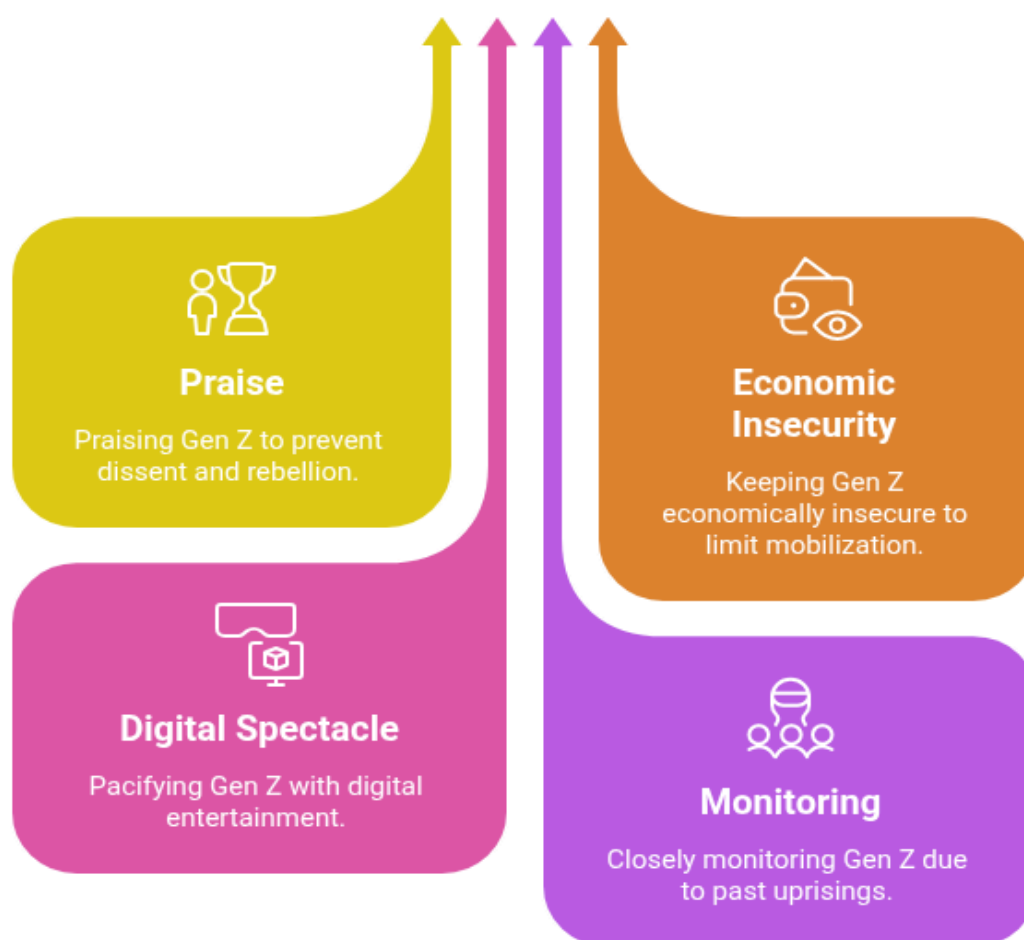 Praise
Praising Gen Z to prevent
dissent and rebellion.
Economic
Insecurity
Keeping Gen Z
economically insecure to
limit mobilization.
Digital Spectacle
Pacifying Gen Z with digital
entertainment.
Monitoring
Closely monitoring Gen Z due
to past uprisings.